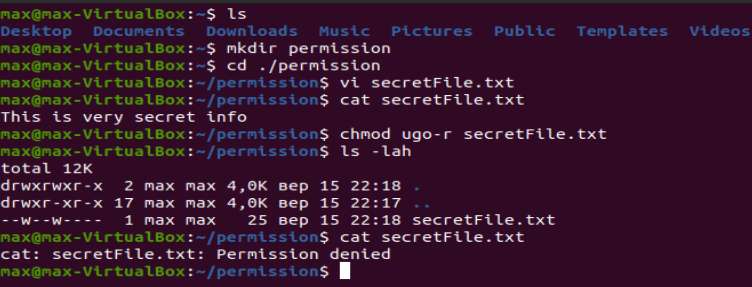 max@max-VirtualBox:~$ ls
Desktop  Documents  Downloads  Music  Pictures  Public  Templates  Videos
max@max-VirtualBox:~$ mkdir permission
max@max-VirtualBox:~$ cd ./permission
max@max-VirtualBox:~/permission$ vi secretFile.txt
max@max-VirtualBox:~/permission$ cat secretFile.txt
This is very secret info
max@max-VirtualBox:~/permission$ chmod ugo-r secretFile.txt
max@max-VirtualBox:~/permission$ ls -lah
total 12K
drwxrwxr-x  2 max max 4,0K вер 15 22:18 .
drwxr-xr-x 17 max max 4,0K вер 15 22:17 ..
--w--w----  1 max max   25 вер 15 22:18 secretFile.txt
max@max-VirtualBox:~/permission$ cat secretFile.txt
cat: secretFile.txt: Permission denied
max@max-VirtualBox:~/permission$